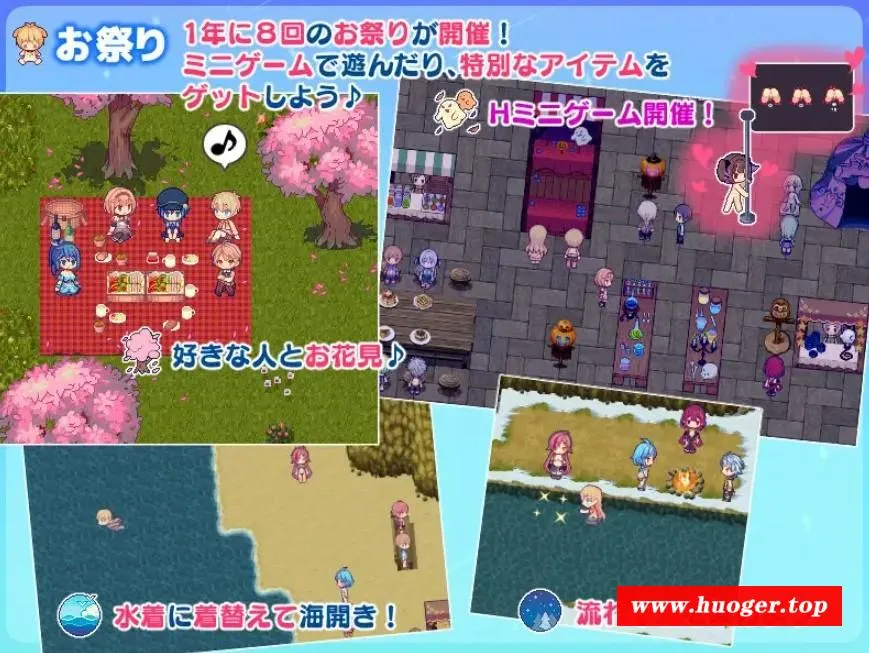 お祭り
1年に8回のお祭りが開催！
ミニゲームで遊んだり、特別なアイテムを
ゲットしよう♪
Hミニゲーム開催！
好きな人とお花見♪
水着に着替えて海開き！
流れ
www.huoger.top